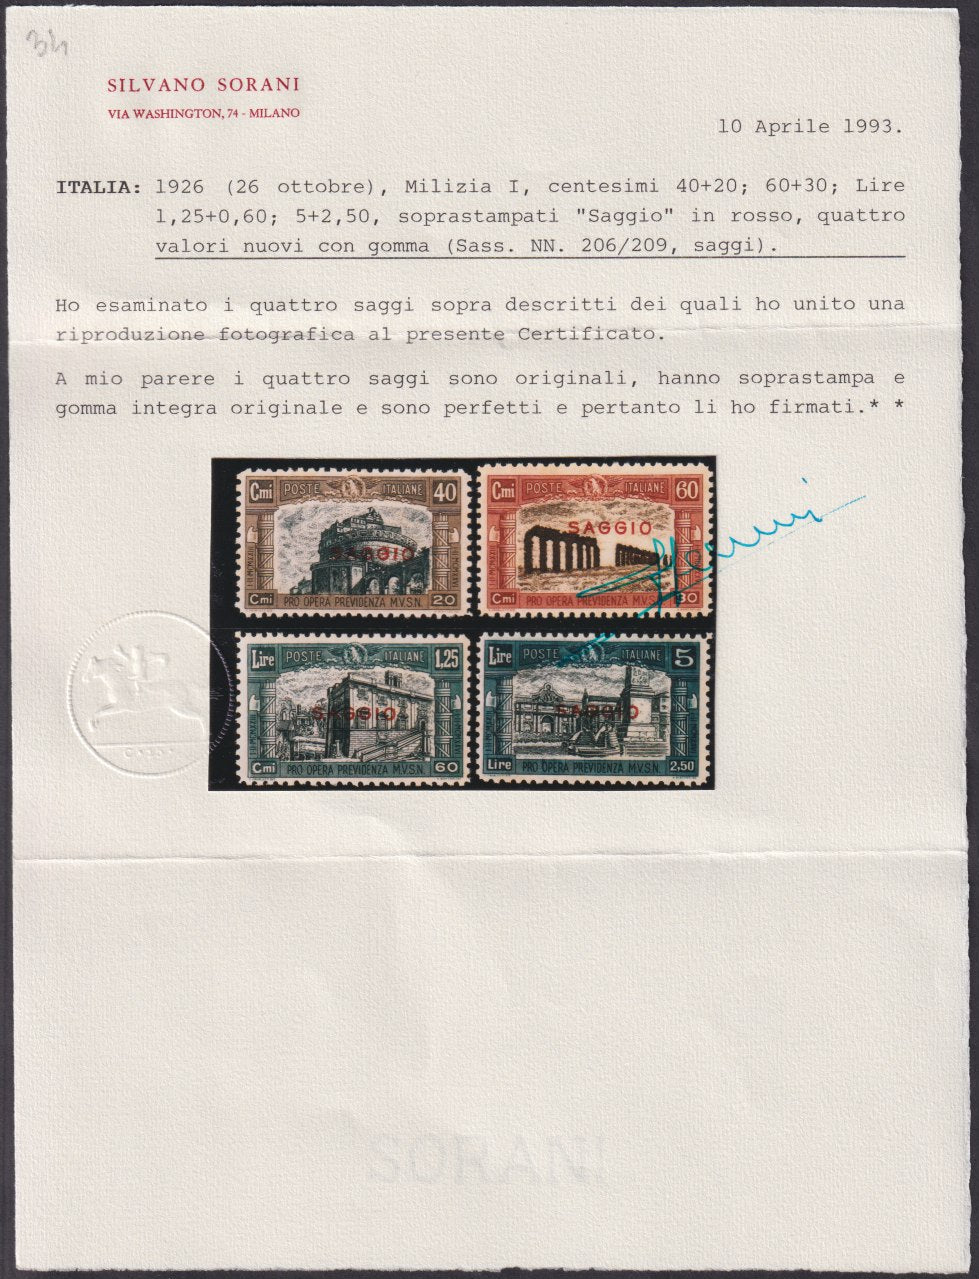 34
SILVANO SORANI
VIA WASHINGTON, 74 - MILANO
10 Aprile 1993.
ITALIA: 1926 (26 ottobre), Milizia I, centesimi 40+20; 60+30; Lire
1,25+0,60; 5+2,50, soprastampati "Saggio" in rosso, quattro
valori nuovi con gomma (Sass. NN. 206/209, saggi).
Ho esaminato i quattro saggi sopra descritti dei quali ho unito una
riproduzione fotografica al presente Certificato.
A mio parere i quattro saggi sono originali, hanno soprastampa e
gomma integra originale e sono perfetti e pertanto li ho firmati.* *
Cmi POSTE ITALIANE 40
SAGGIO
Cmi PRO OPERA PREVIDENZA M.V.S.N. 20
Cmi POSTE ITALIANE 60
SAGGIO
Cmi PRO OPERA PREVIDENZA M.V.S.N. 30
Lire POSTE ITALIANE 1,25
SAGGIO
Cmi PRO OPERA PREVIDENZA M.V.S.N. 60
Lire POSTE ITALIANE 5
SAGGIO
Lire PRO OPERA PREVIDENZA M.V.S.N. 2,50
SORANI